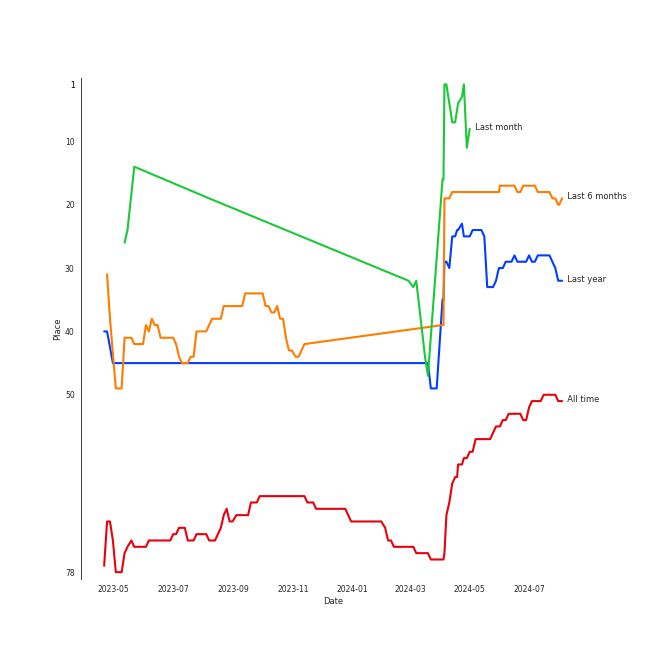 1
10
20
30
40
50
78
Place
2023-05
2023-07
2023-09
2023-11
2024-01
2024-03
2024-05
2024-07
Date
Last month
Last 6 months
Last year
All time